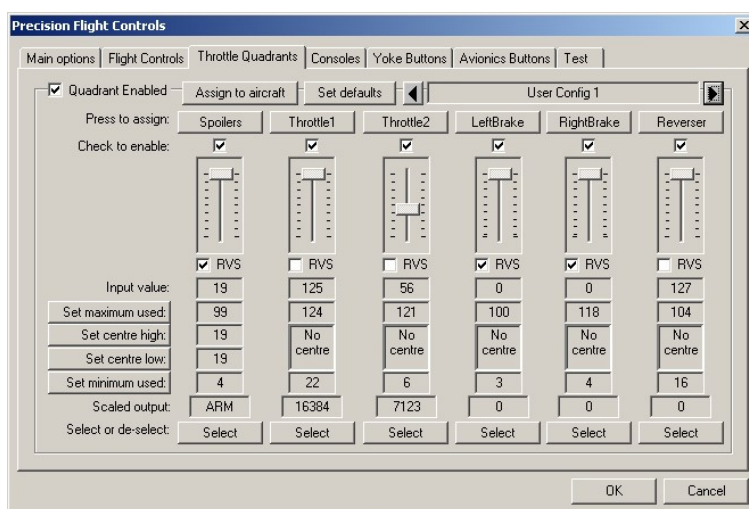 Precision Flight Controls
Main options Flight Controls Throttle Quadrants Consoles Yoke Buttons Avionics Buttons Test
Quadrant Enabled Assign to aircraft Set defaults User Config 1
Press to assign: Spoilers Throttle1 Throttle2 LeftBrake RightBrake Reverser
Check to enable:
RVS RVS RVS RVS RVS RVS
Input value: 19 125 56 0 0 127
Set maximum used: 99 124 121 100 118 104
Set centre high: 19 No centre No centre No centre No centre No centre
Set centre low: 19
Set minimum used: 4 22 6 3 4 16
Scaled output: ARM 16384 7123 0 0 0
Select or de-select: Select Select Select Select Select Select
OK Cancel